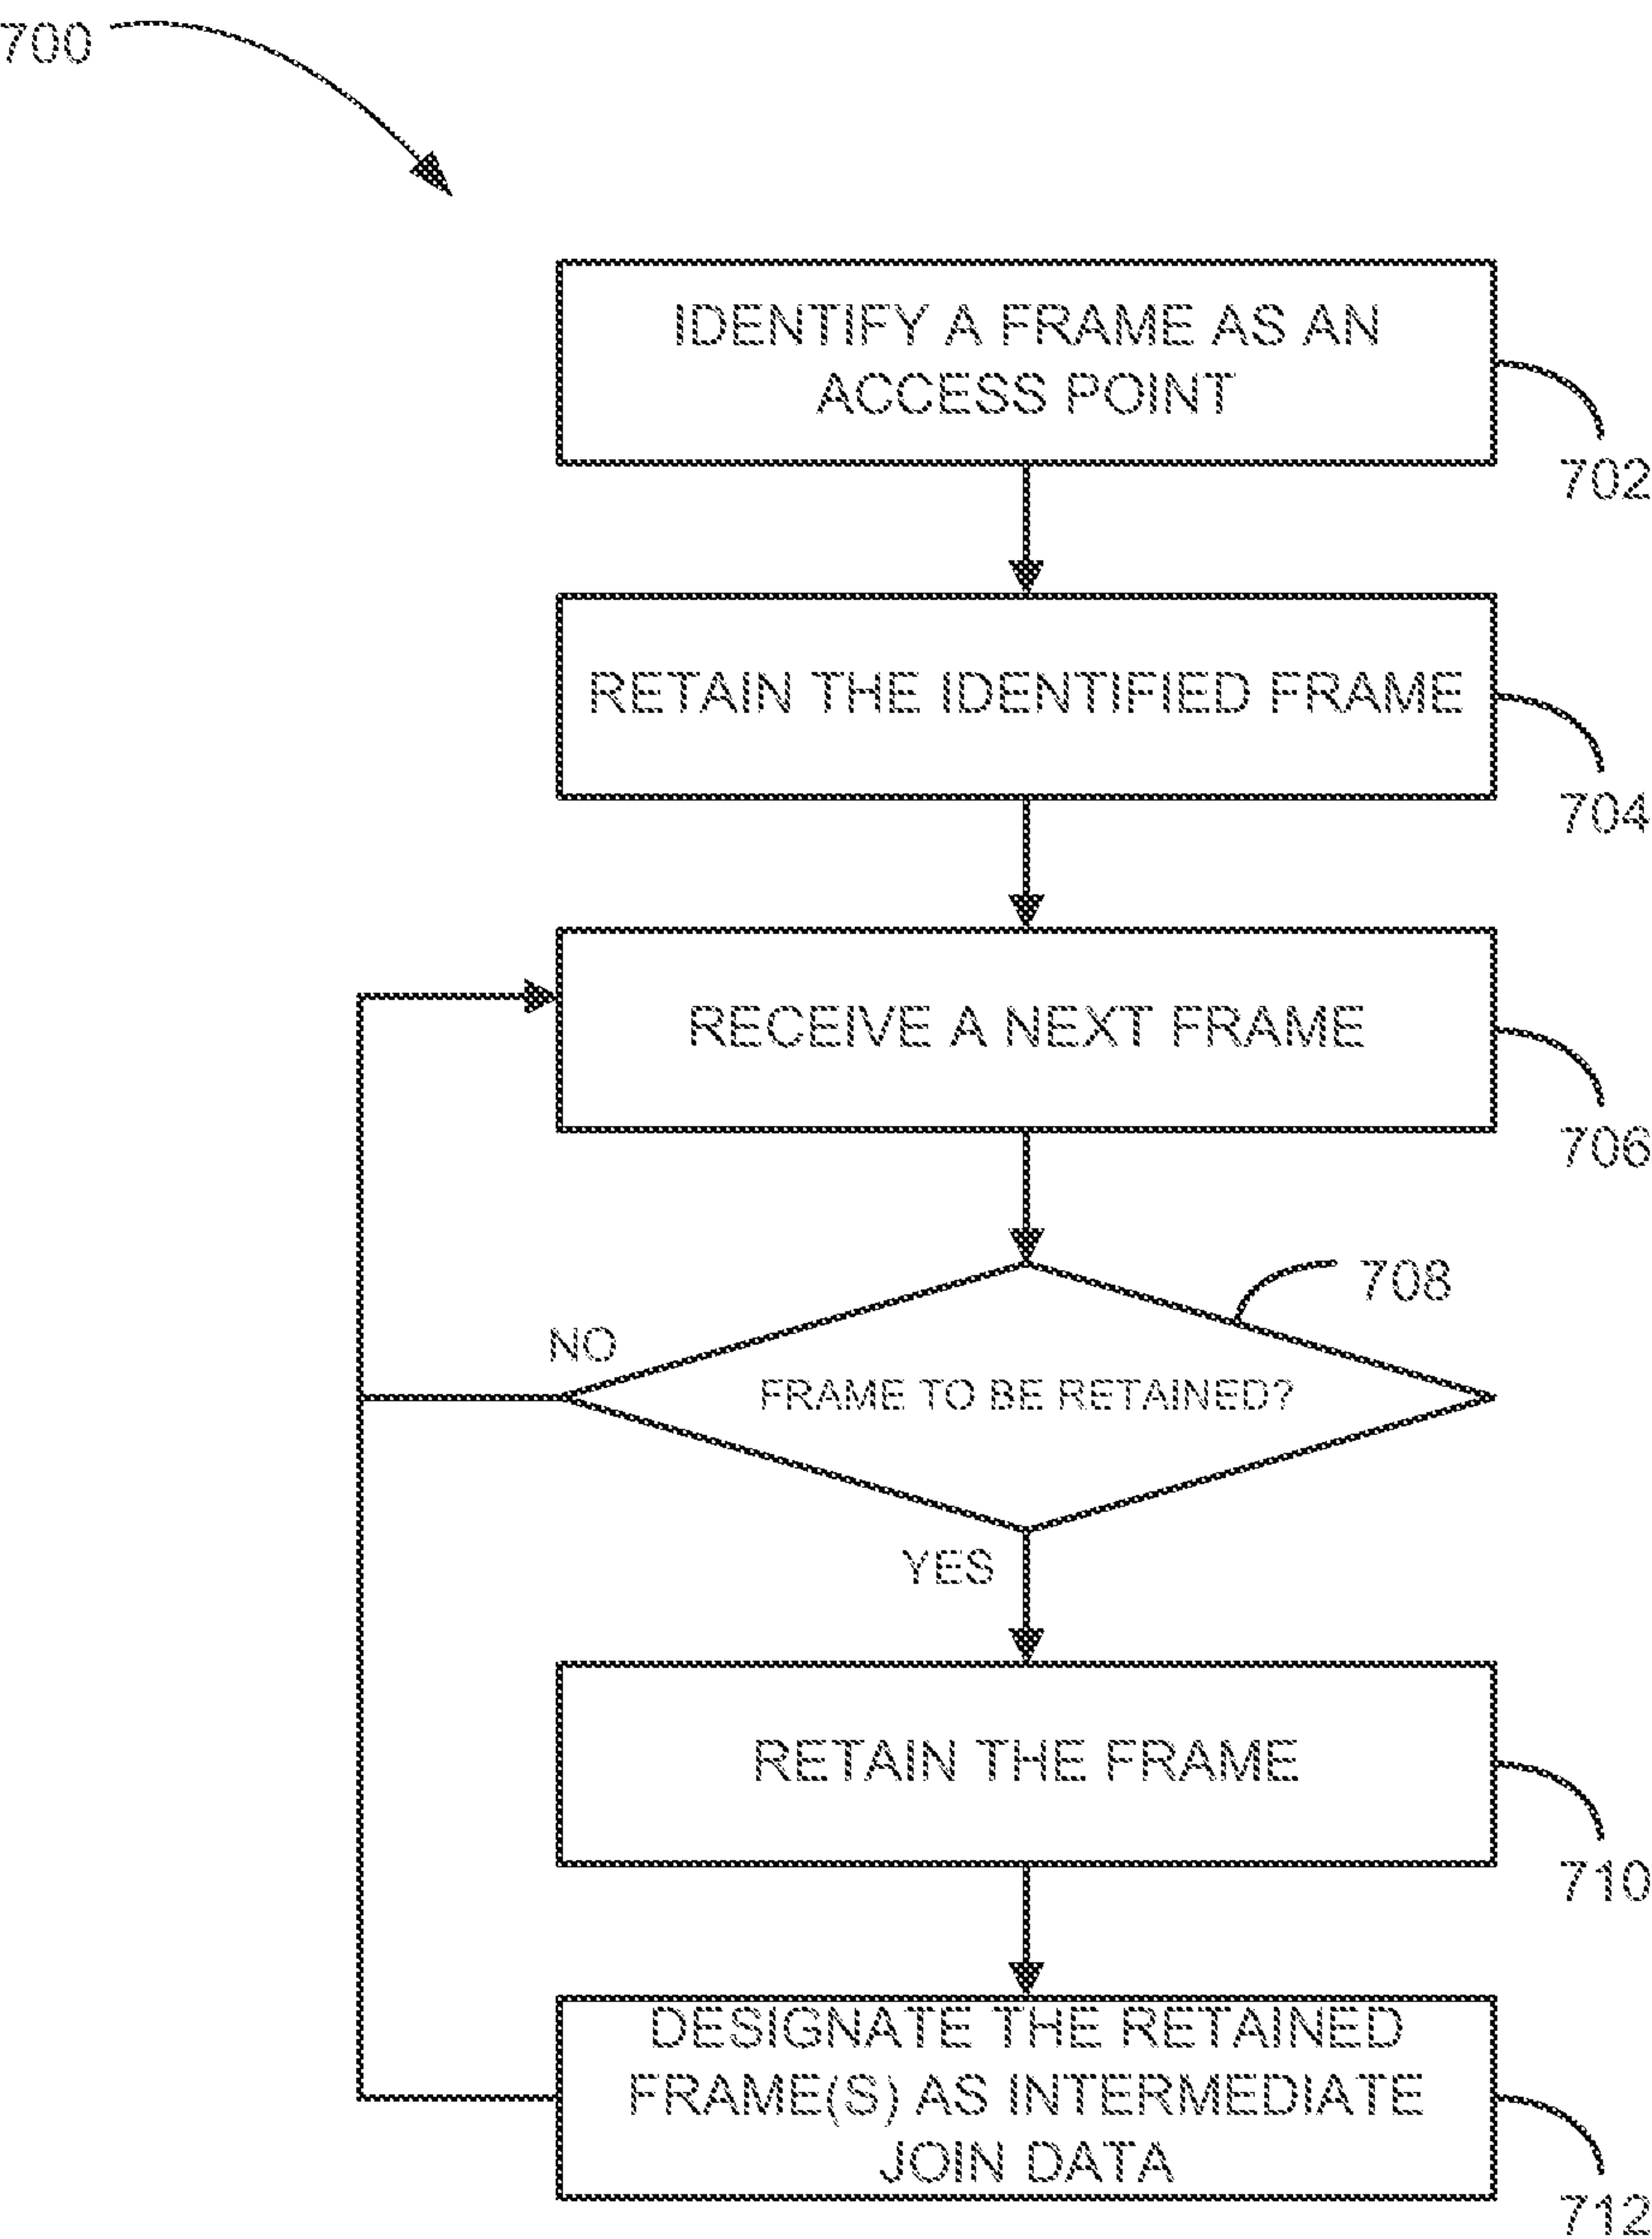 700
IDENTIFY A FRAME AS AN
ACCESS POINT
702
RETAIN THE IDENTIFIED FRAME
704
RECEIVE A NEXT FRAME
706
708
NO
FRAME TO BE RETAINED?
YES
RETAIN THE FRAME
710
DESIGNATE THE RETAINED
FRAME(S) AS INTERMEDIATE
JOIN DATA
712